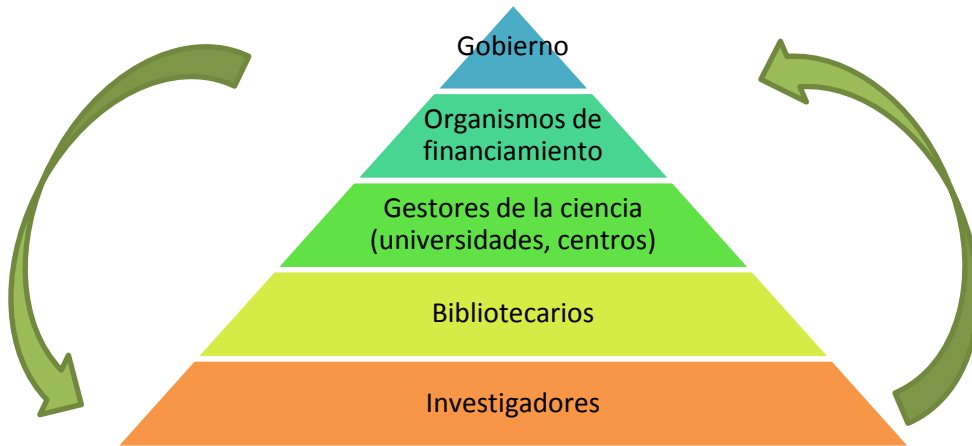 Gobierno
Organismos de
financiamiento
Gestores de la ciencia
(universidades, centros)
Bibliotecarios
Investigadores